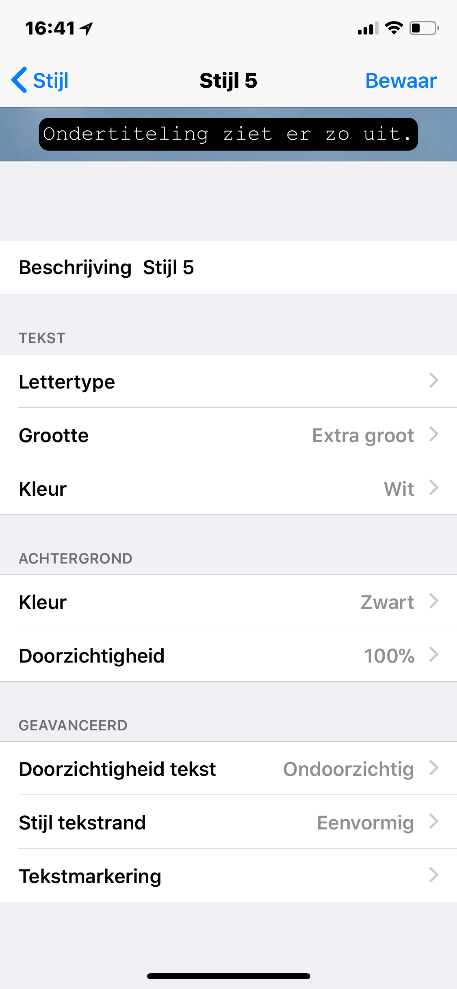 16:41
Stijl
Stijl 5
Bewaar
Ondertiteling ziet er zo uit.
Beschrijving Stijl 5
TEKST
Lettertype
Grootte Extra groot
Kleur Wit
ACHTERGROND
Kleur Zwart
Doorzichtigheid 100%
GEAVANCEERD
Doorzichtigheid tekst Ondoorzichtig
Stijl tekstrand Eenvormig
Tekstmarkering